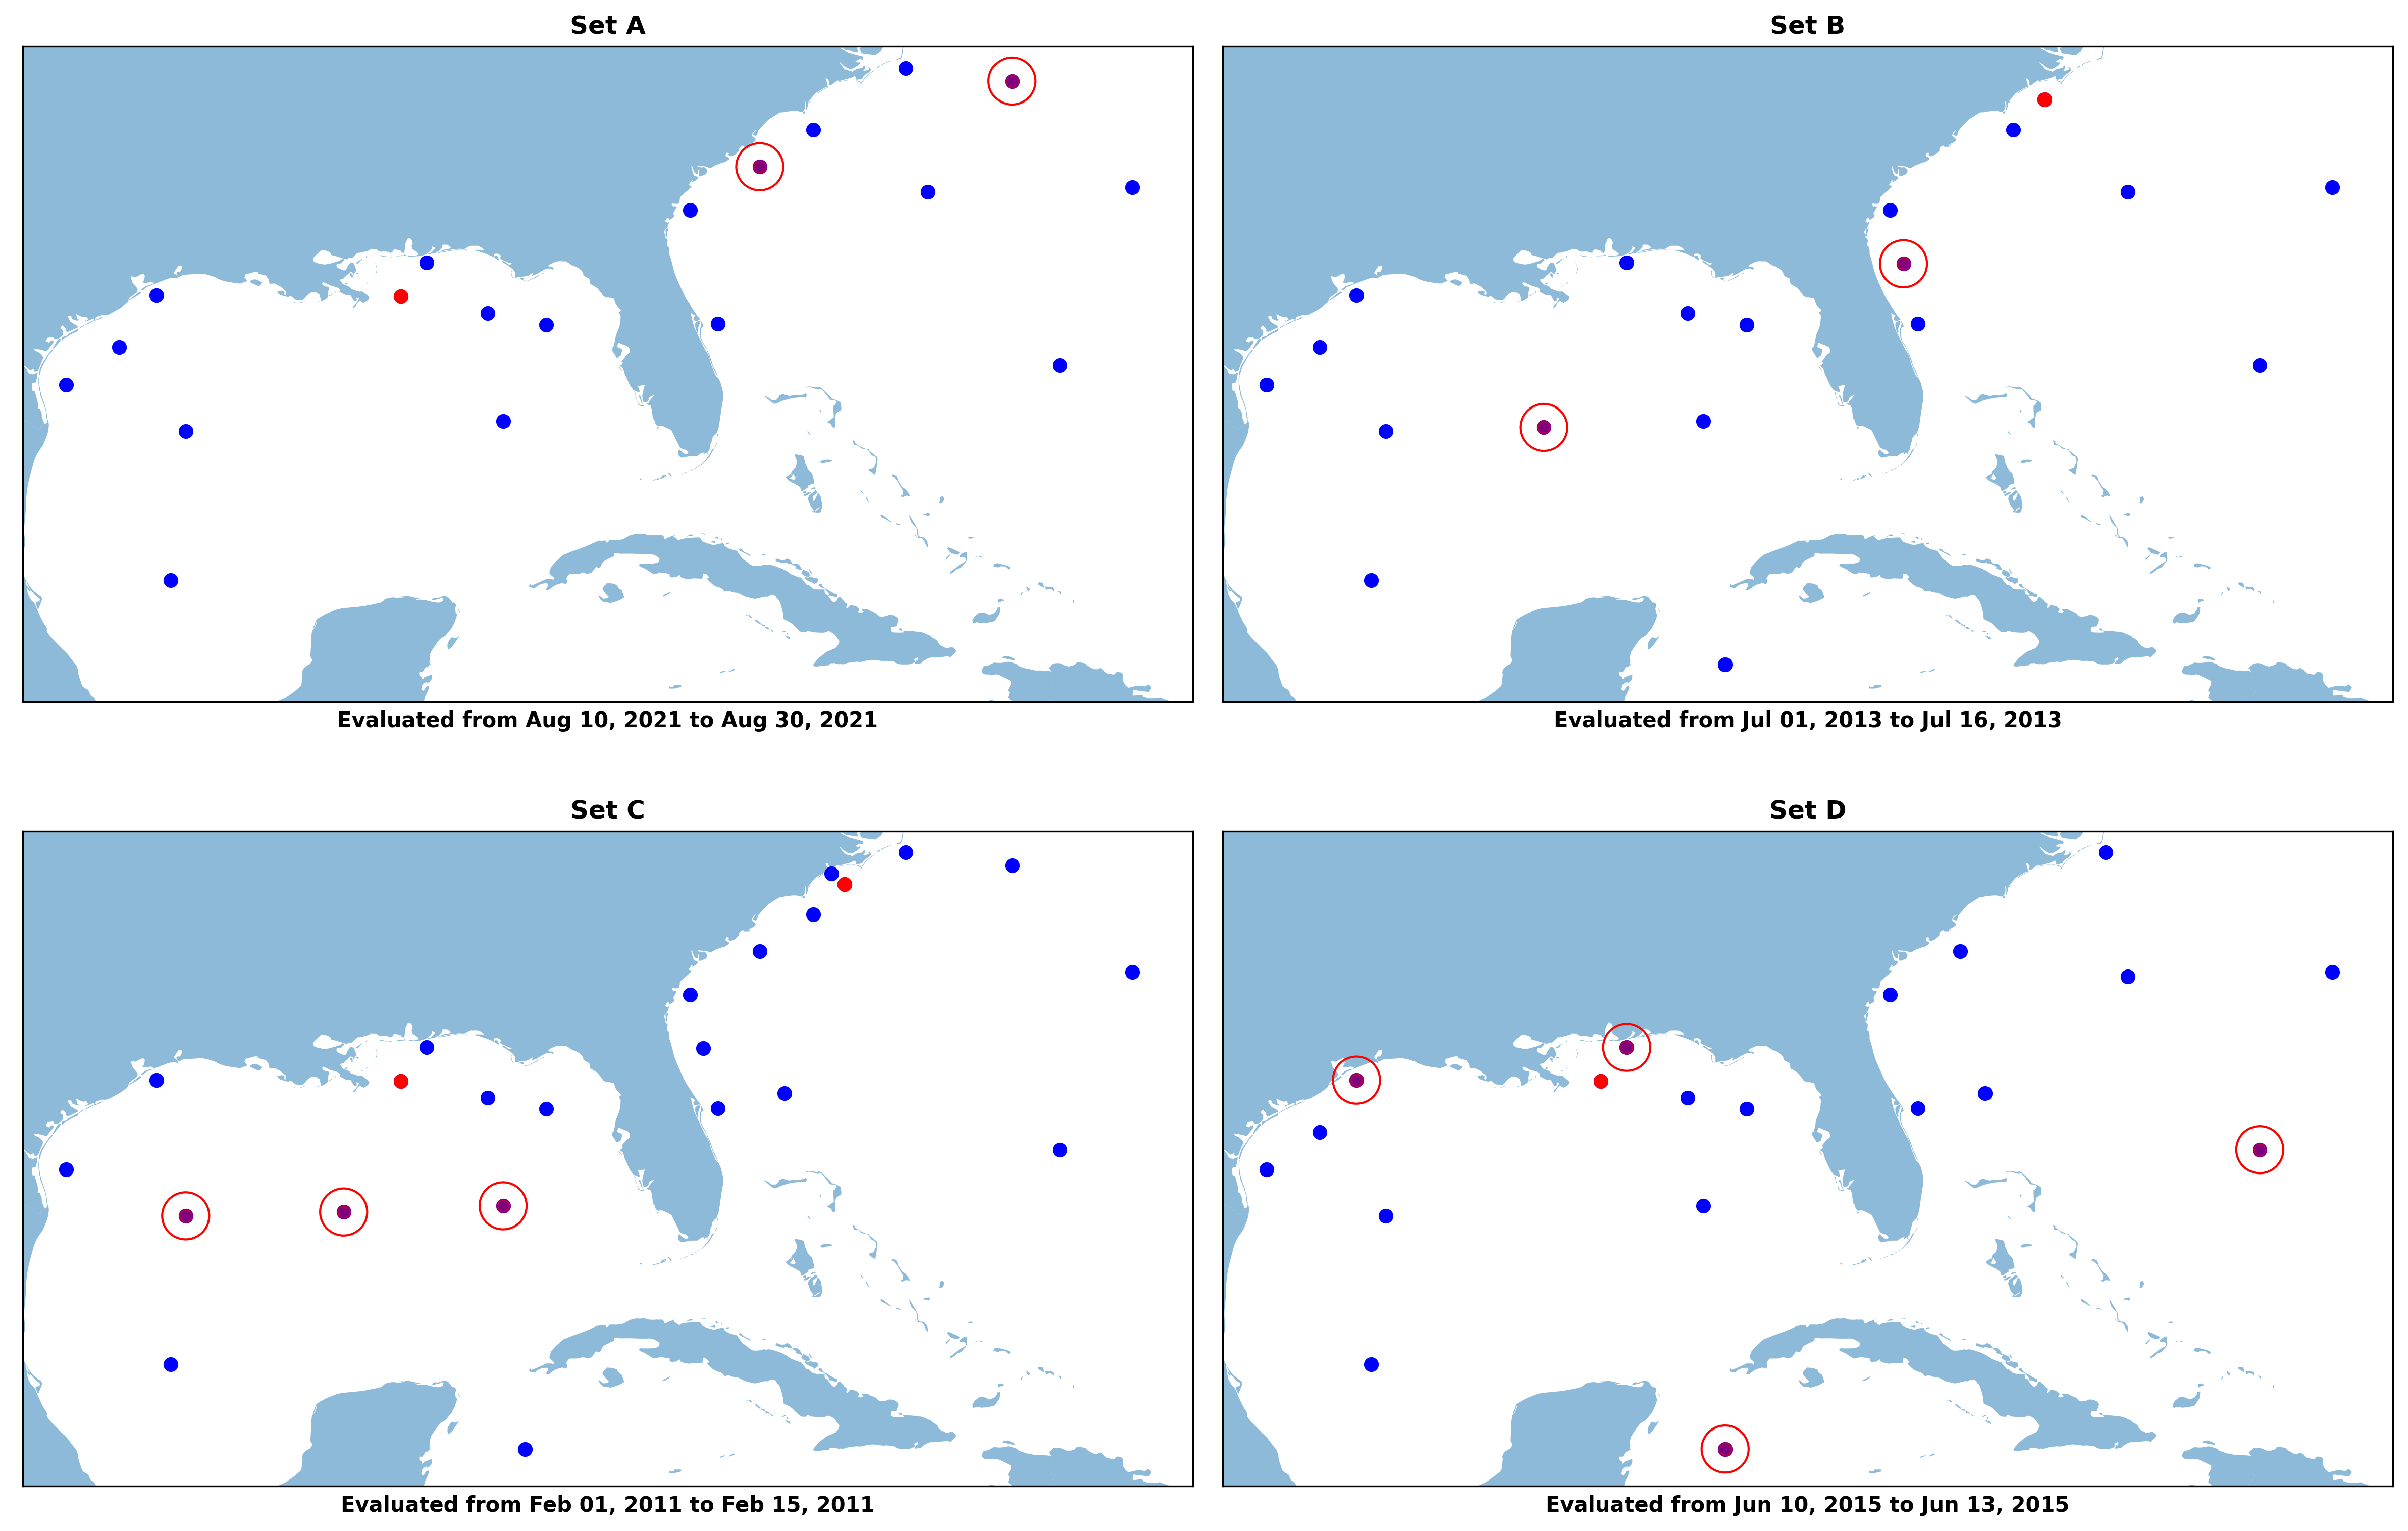 Set A
Set B
Evaluated from Aug 10, 2021 to Aug 30, 2021
Evaluated from Jul 01, 2013 to Jul 16, 2013
Set C
Set D
Evaluated from Feb 01, 2011 to Feb 15, 2011
Evaluated from Jun 10, 2015 to Jun 13, 2015